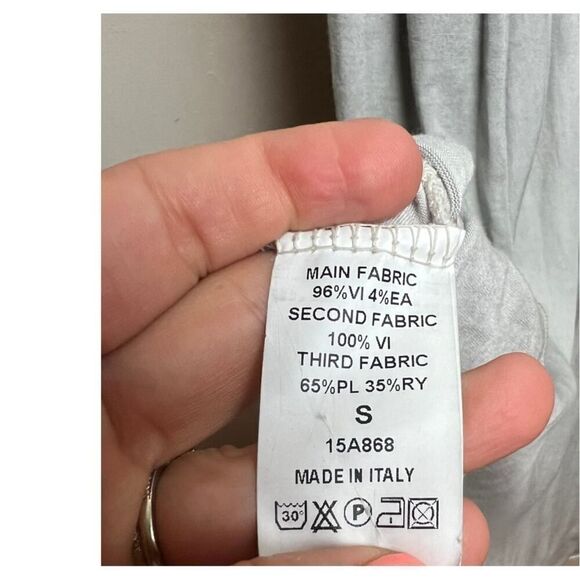 MAIN FABRIC
96%VI 4%EA
SECOND FABRIC
100% VI
THIRD FABRIC
65%PL 35%RY
S
15A868
MADE IN ITALY
30° P